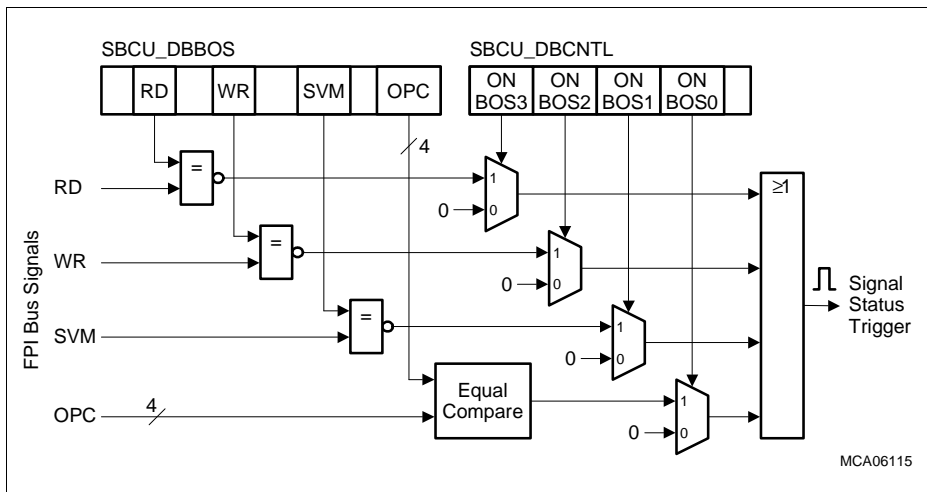 SBCU_DBBOS
SBCU_DBCNTL
RD
WR
SVM
OPC
ON
BOS3
ON
BOS2
ON
BOS1
ON
BOS0
4
=
RD
1
0
0
≥1
=
WR
1
0
0
Signal
Status
Trigger
=
SVM
1
0
0
FPI Bus Signals
Equal
Compare
OPC
4
1
0
0
MCA06115